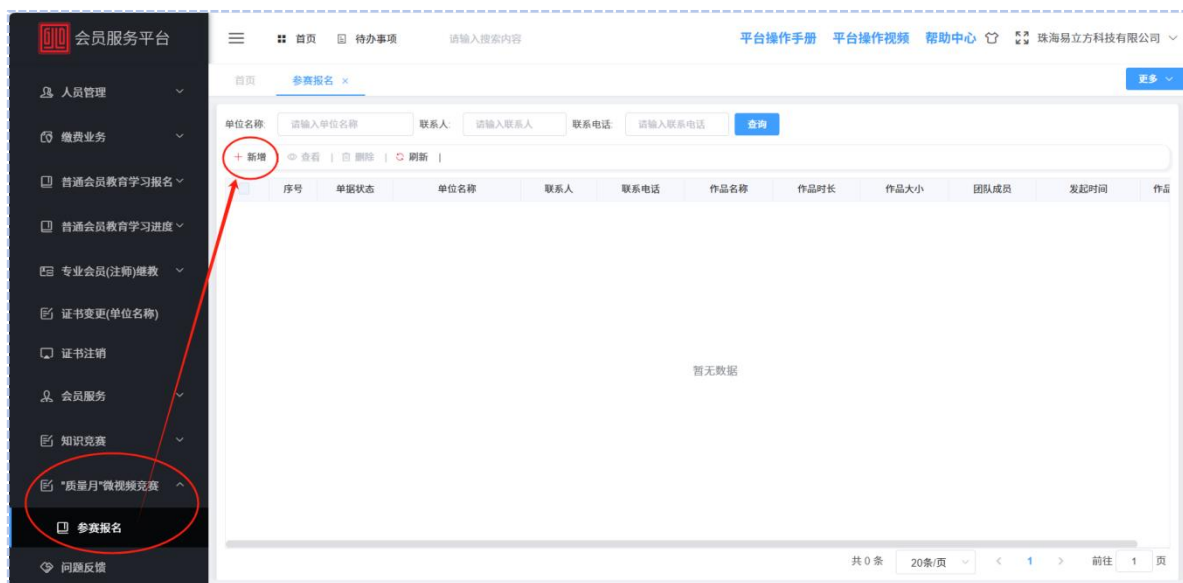 会员服务平台
首页 待办事项 请输入搜索内容 平台操作手册 平台操作视频 帮助中心 珠海易立方科技有限公司
首页 参赛报名 × 更多
人员管理
单位名称: 请输入单位名称 联系人: 请输入联系人 联系电话: 请输入联系电话 查询
缴费业务
+ 新增 查看 | 删除 | 刷新 |
普通会员教育学习报名
序号 单据状态 单位名称 联系人 联系电话 作品名称 作品时长 作品大小 团队成员 发起时间 作品
普通会员教育学习进度
专业会员(注师)继教
证书变更(单位名称)
证书注销
暂无数据
会员服务
知识竞赛
"质量月"微视频竞赛
参赛报名
共 0 条 20条/页 < 1 > 前往 1 页
问题反馈